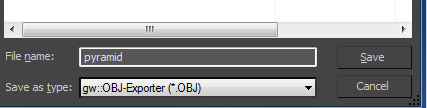 File name: pyramid Save
Save as type: gw::OBJ-Exporter (*.OBJ) Cancel